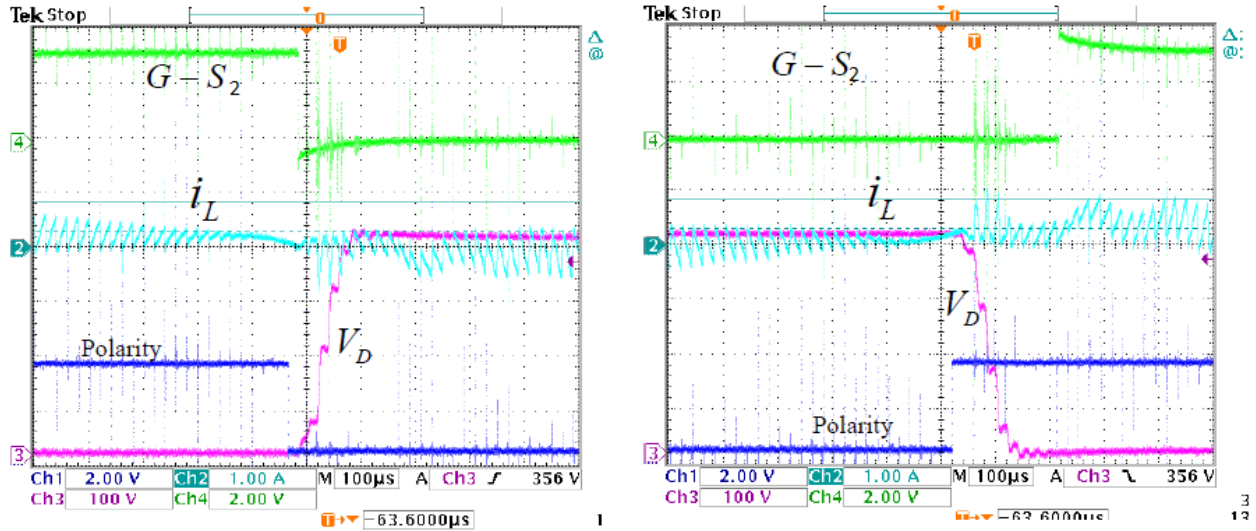 Tek Stop
T
Δ
@
G – S₂
4
i_L
2
V_D
Polarity
3
Ch1 2.00 V Ch2 1.00 A M 100µs A Ch3 ƒ 356 V
Ch3 100 V Ch4 2.00 V
T→▼ −63.6000µs 1
Tek Stop
T
Δ:
@:
G – S₂
4
i_L
2
V_D
Polarity
3
Ch1 2.00 V Ch2 1.00 A M 100µs A Ch3 ʅ 356 V
Ch3 100 V Ch4 2.00 V
3
T→▼ −63.6000µs 13